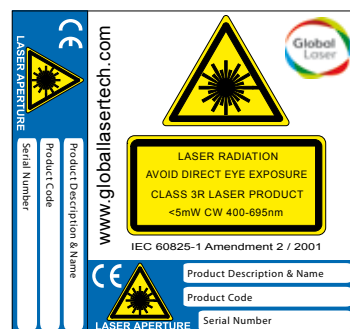 CE
LASER APERTURE
Product Description & Name
Product Code
Serial Number
www.globallasertech.com
Global
Laser
LASER RADIATION
AVOID DIRECT EYE EXPOSURE
CLASS 3R LASER PRODUCT
<5mW CW 400-695nm
IEC 60825-1 Amendment 2 / 2001
CE
LASER APERTURE
Product Description & Name
Product Code
Serial Number